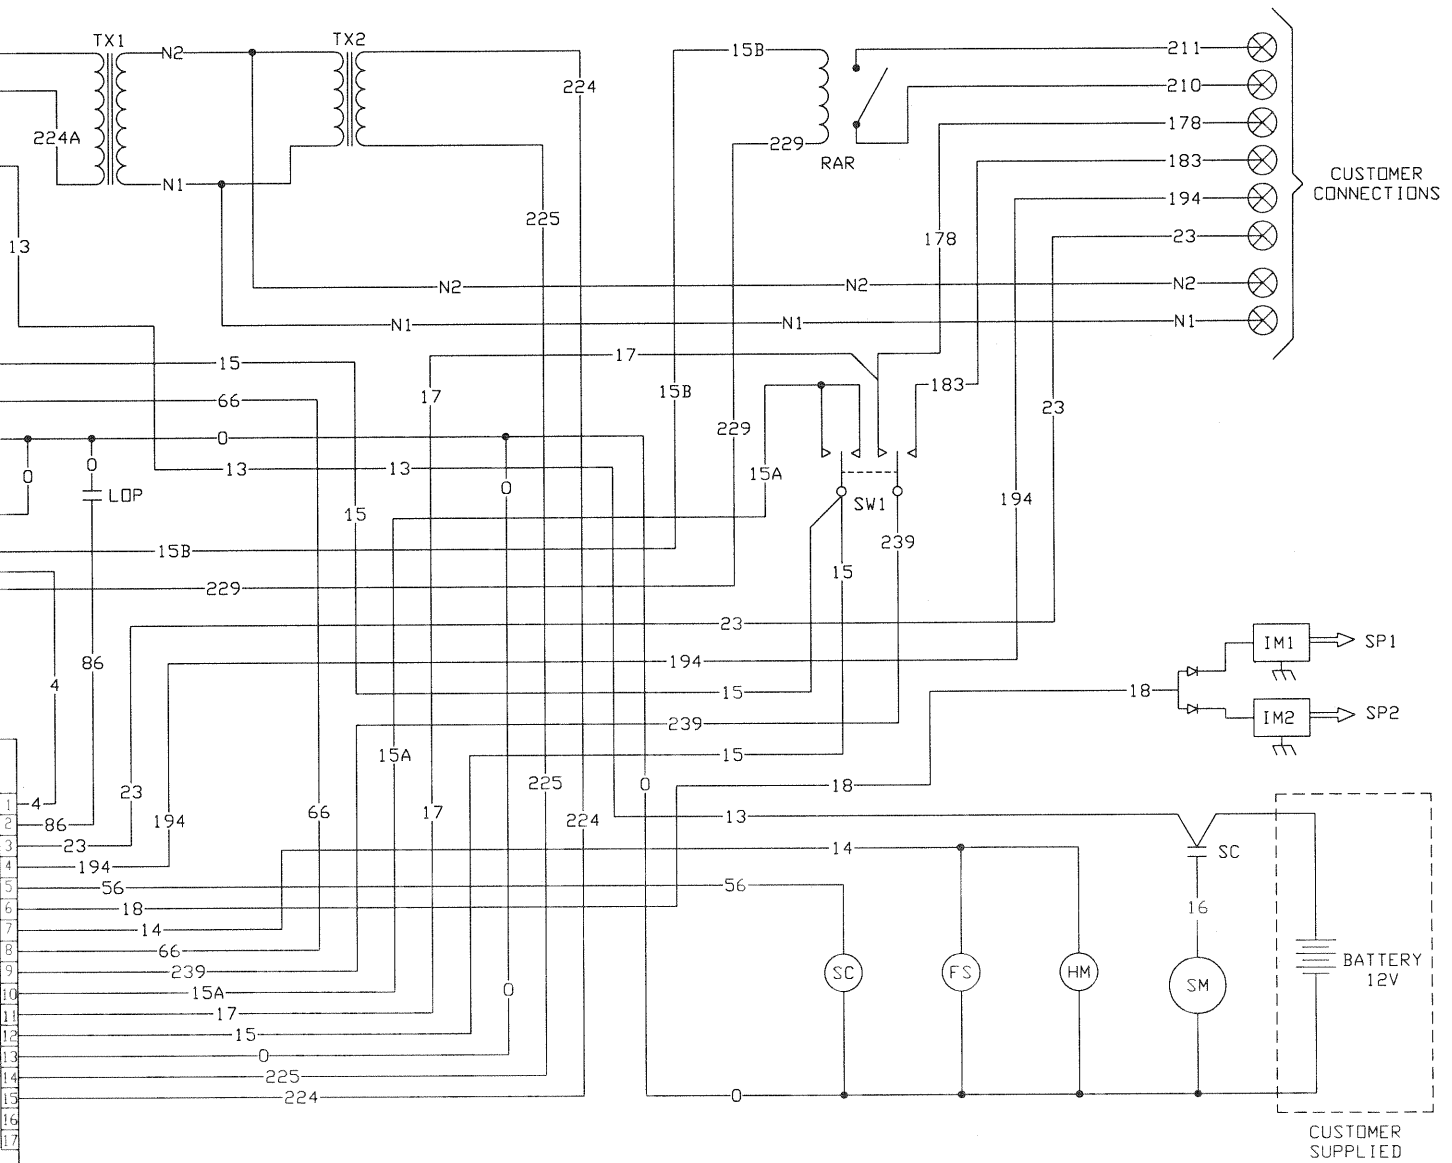 TX1
N2
TX2
224
15B
211
210
178
183
194
23
N2
N1
CUSTOMER
CONNECTIONS
224A
229
RAR
N1
13
225
178
N2
N2
N1
N1
15
17
183
66
17
15B
23
0
229
0
0
13
13
0
15A
LOP
15
SW1
194
239
15B
15
229
23
86
194
4
15
239
18
IM1
SP1
IM2
SP2
15
15A
225
0
18
23
194
66
17
224
13
1
4
2
86
3
23
4
194
5
56
6
18
7
14
8
66
9
239
10
15A
11
17
12
15
13
0
14
225
15
224
16
17
14
56
SC
16
0
SC
FS
HM
SM
BATTERY
12V
0
CUSTOMER
SUPPLIED